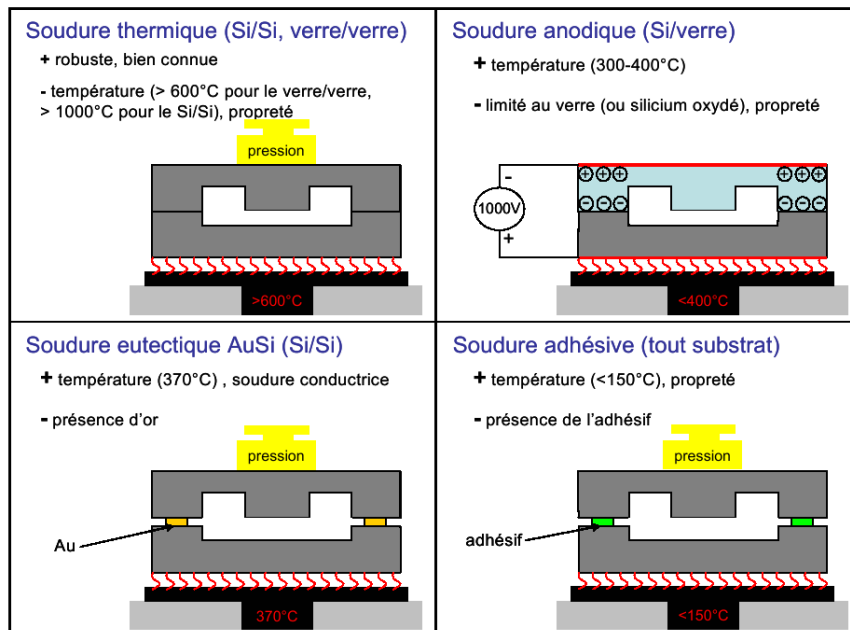 Soudure thermique (Si/Si, verre/verre)
+ robuste, bien connue
- température (> 600°C pour le verre/verre,
> 1000°C pour le Si/Si), propreté
pression
>600°C
Soudure anodique (Si/verre)
+ température (300-400°C)
- limité au verre (ou silicium oxydé), propreté
+ + + + + +
-
1000V
- - - - - -
+
<400°C
Soudure eutectique AuSi (Si/Si)
+ température (370°C) , soudure conductrice
- présence d'or
pression
Au
370°C
Soudure adhésive (tout substrat)
+ température (<150°C), propreté
- présence de l'adhésif
pression
adhésif
<150°C